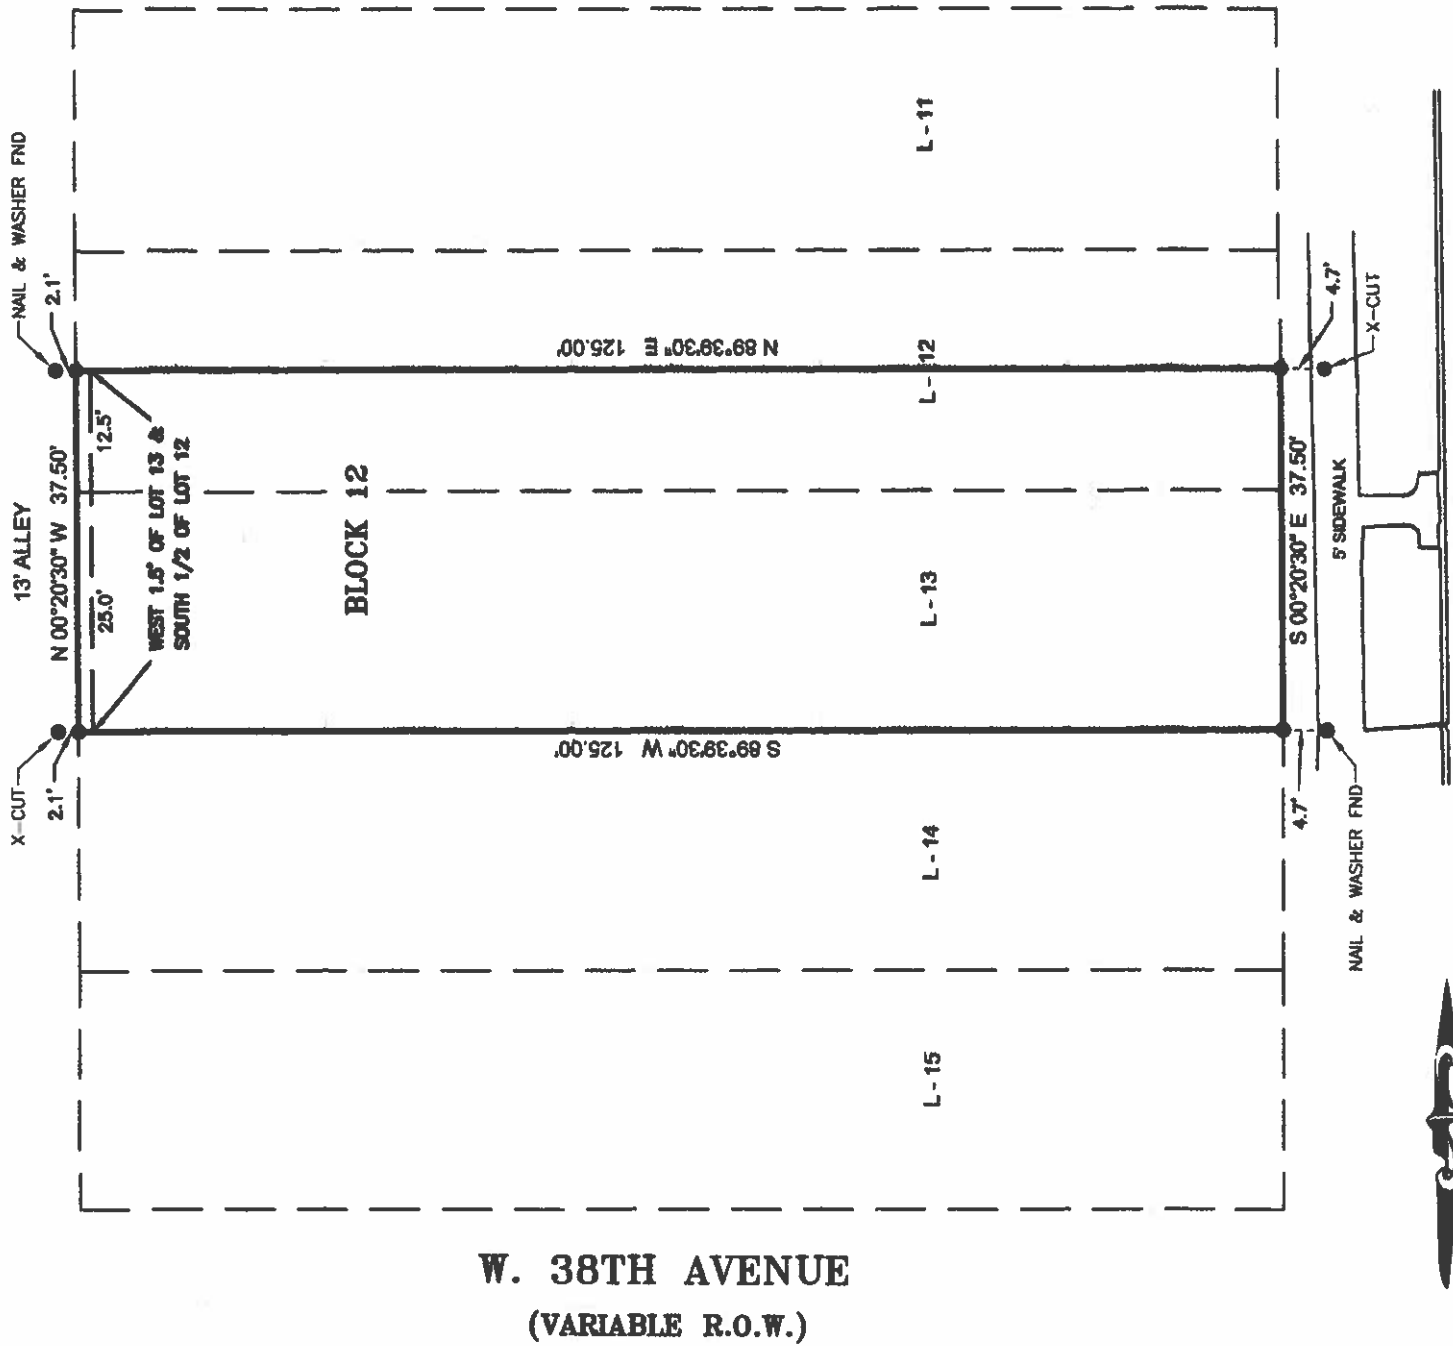 NAIL & WASHER FND
2.1'
13' ALLEY
N 00°20'30" W 37.50'
12.5'
25.0'
WEST 1.5' OF LOT 13 &
SOUTH 1/2 OF LOT 12
X-CUT
2.1'
BLOCK 12
N 89°39'30" E 125.00'
S 89°39'30" W 125.00'
L-11
L-12
L-13
L-14
L-15
S 00°20'30" E 37.50'
5' SIDEWALK
4.7'
X-CUT
4.7'
NAIL & WASHER FND
W. 38TH AVENUE
(VARIABLE R.O.W.)